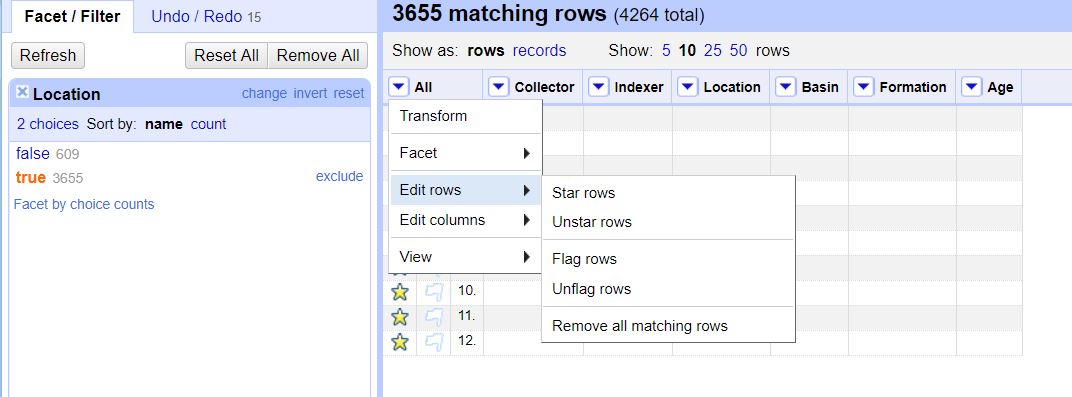 Facet / Filter Undo / Redo 15
Refresh Reset All Remove All
Location change invert reset
2 choices Sort by: name count
false 609
true 3655 exclude
Facet by choice counts
3655 matching rows (4264 total)
Show as: rows records Show: 5 10 25 50 rows
All Collector Indexer Location Basin Formation Age
Transform
Facet
Edit rows
Edit columns
View
Star rows
Unstar rows
Flag rows
Unflag rows
Remove all matching rows
10.
11.
12.